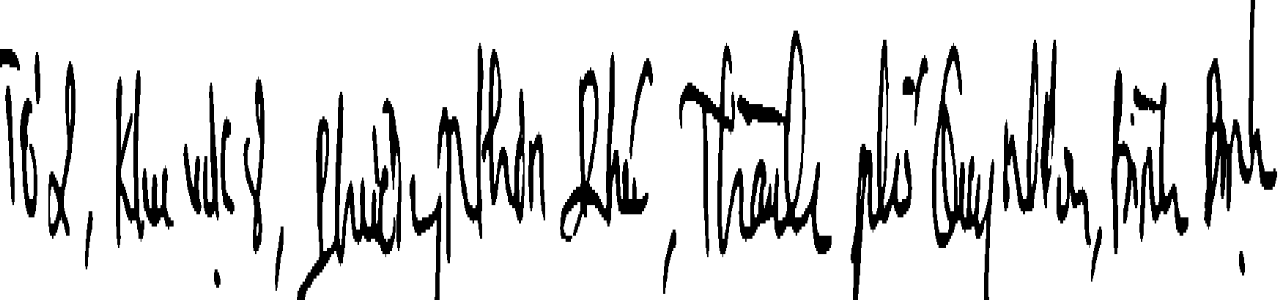 Tổ 2, Khu vực 8, Phường Nhơn Phú, Thành phố Quy Nhơn, Bình Định